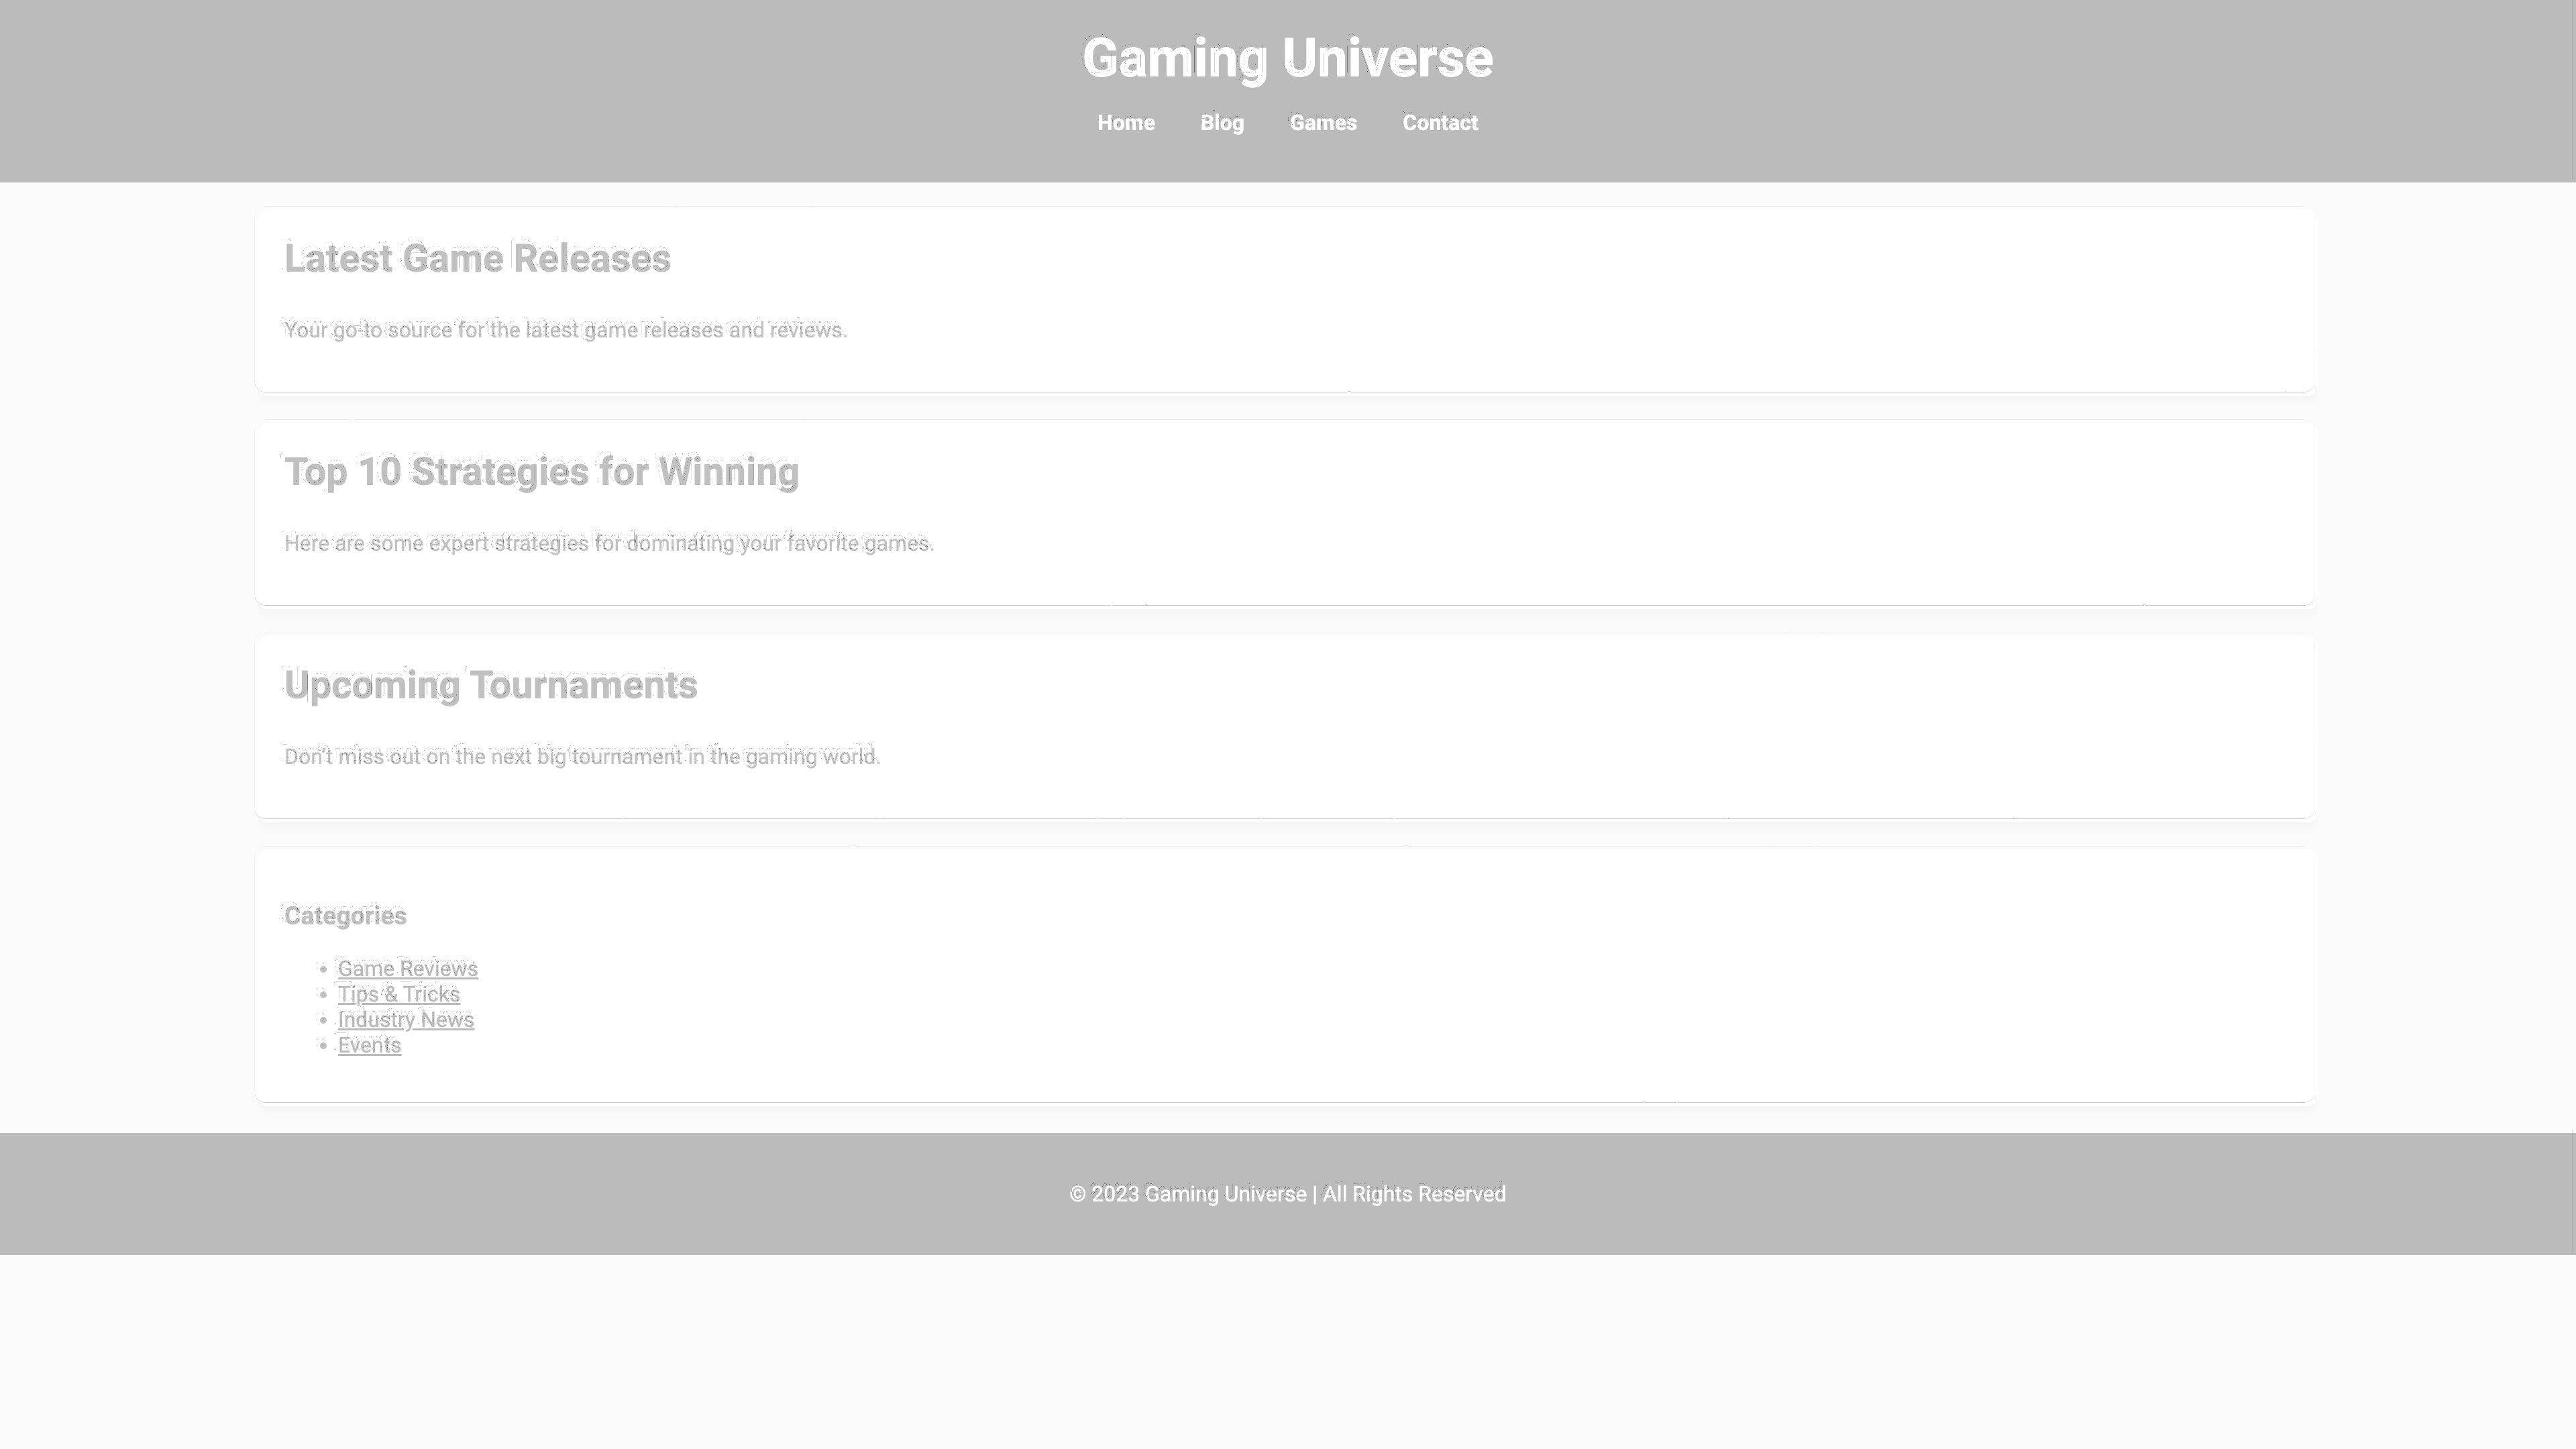 Gaming Universe
Home Blog Games Contact
Latest Game Releases
Your go-to source for the latest game releases and reviews.
Top 10 Strategies for Winning
Here are some expert strategies for dominating your favorite games.
Upcoming Tournaments
Don't miss out on the next big tournament in the gaming world.
Categories
• Game Reviews
• Tips & Tricks
• Industry News
• Events
© 2023 Gaming Universe | All Rights Reserved